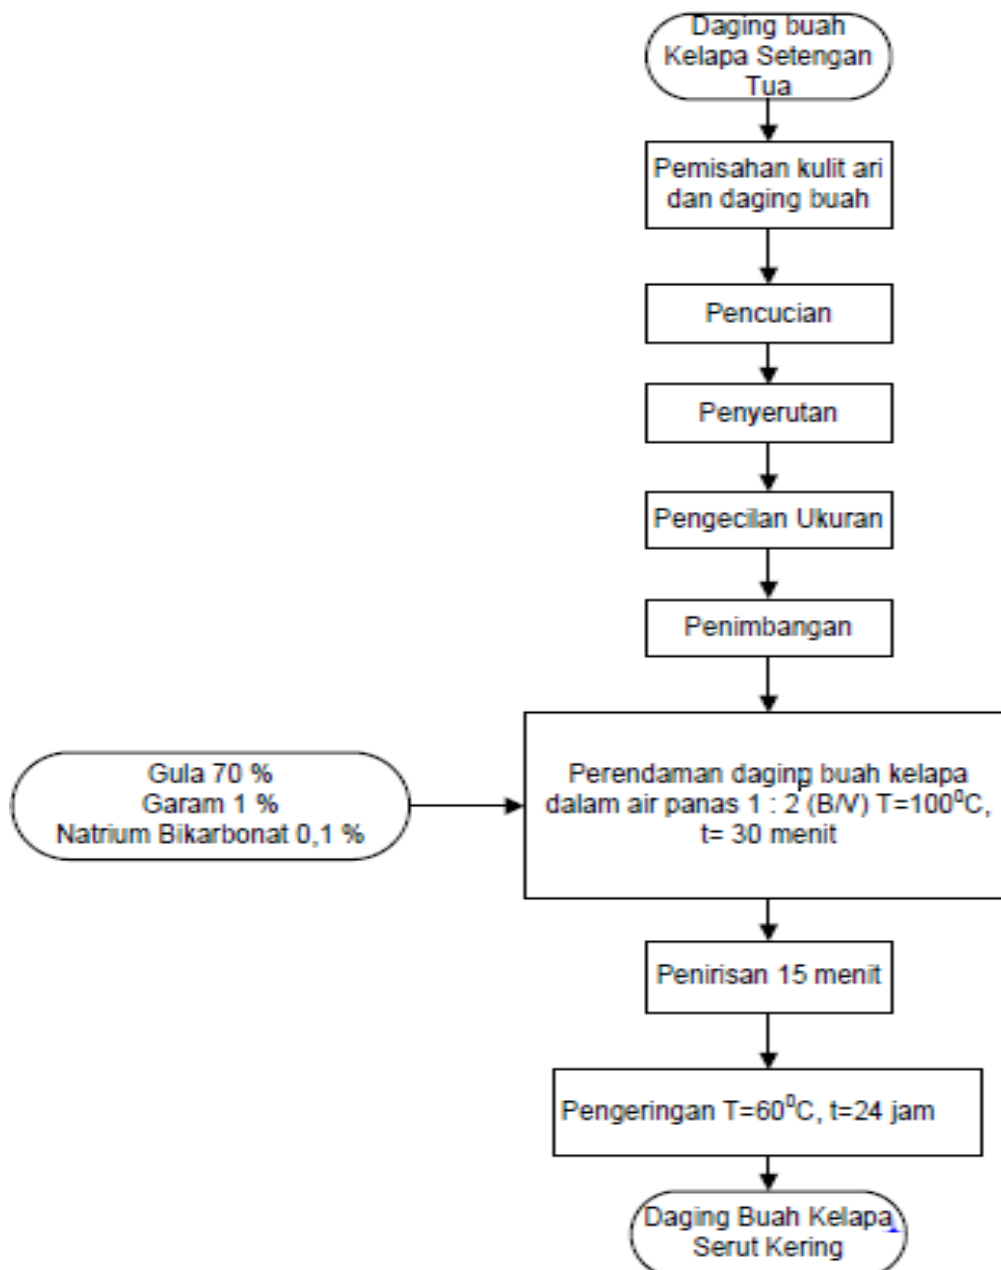 Daging buah
Kelapa Setengan
Tua
Pemisahan kulit ari
dan daging buah
Pencucian
Penyerutan
Pengecilan Ukuran
Penimbangan
Gula 70 %
Garam 1 %
Natrium Bikarbonat 0,1 %
Perendaman daging buah kelapa
p
dalam air panas 1 : 2 (B/V) T=100⁰C,
t= 30 menit
Penirisan 15 menit
Pengeringan T=60⁰C, t=24 jam
Daging Buah Kelapa
Serut Kering